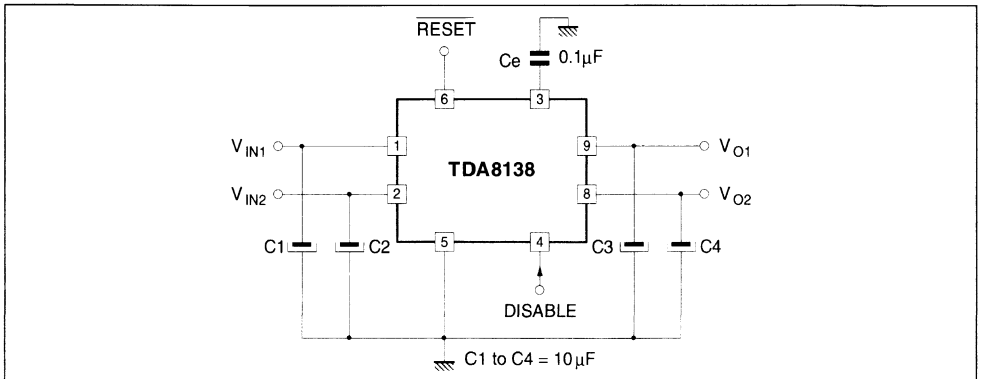 RESET
Ce 0.1µF
6 3
VIN1 1 9 VO1
TDA8138
VIN2 2 8 VO2
C1 C2 5 4 C3 C4
DISABLE
C1 to C4 = 10µF